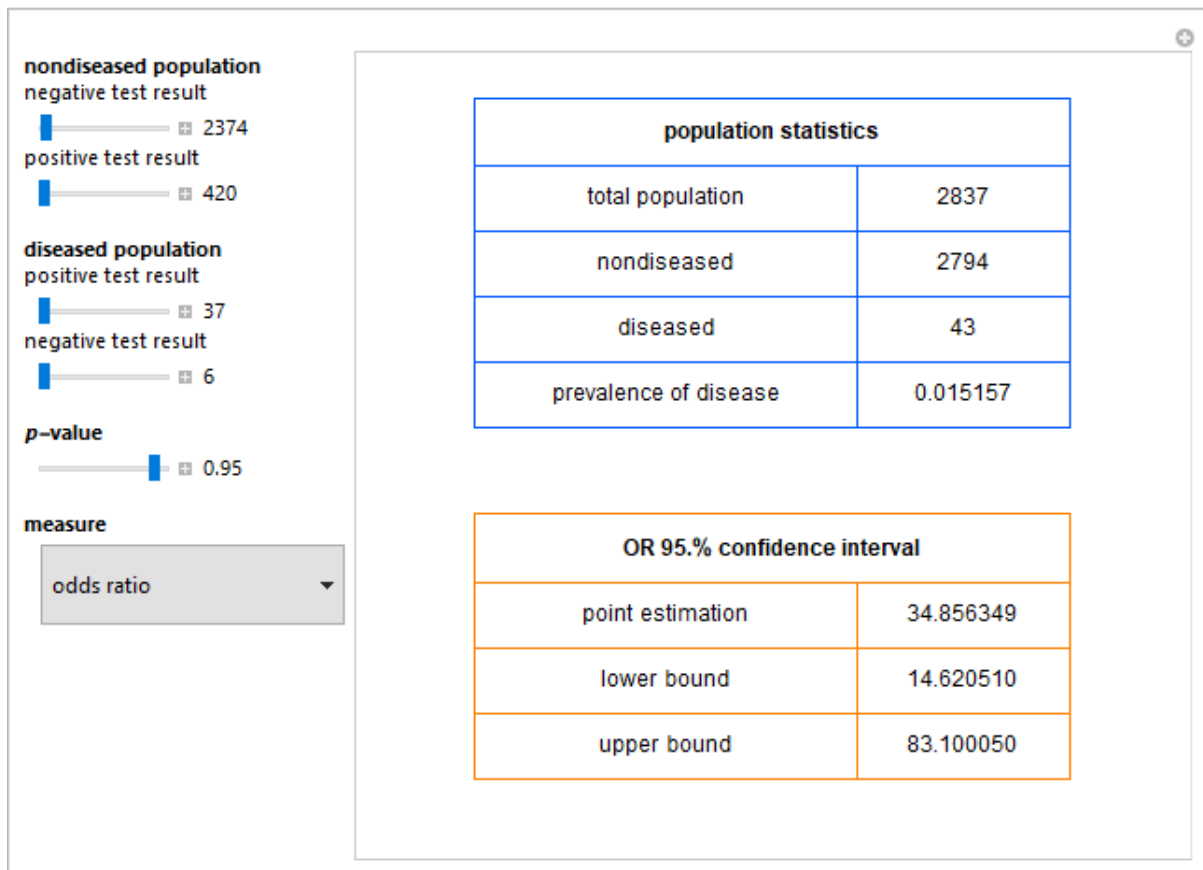 nondiseased population
negative test result
2374
positive test result
420
diseased population
positive test result
37
negative test result
6
p-value
0.95
measure
odds ratio
population statistics
total population 2837
nondiseased 2794
diseased 43
prevalence of disease 0.015157
OR 95.% confidence interval
point estimation 34.856349
lower bound 14.620510
upper bound 83.100050